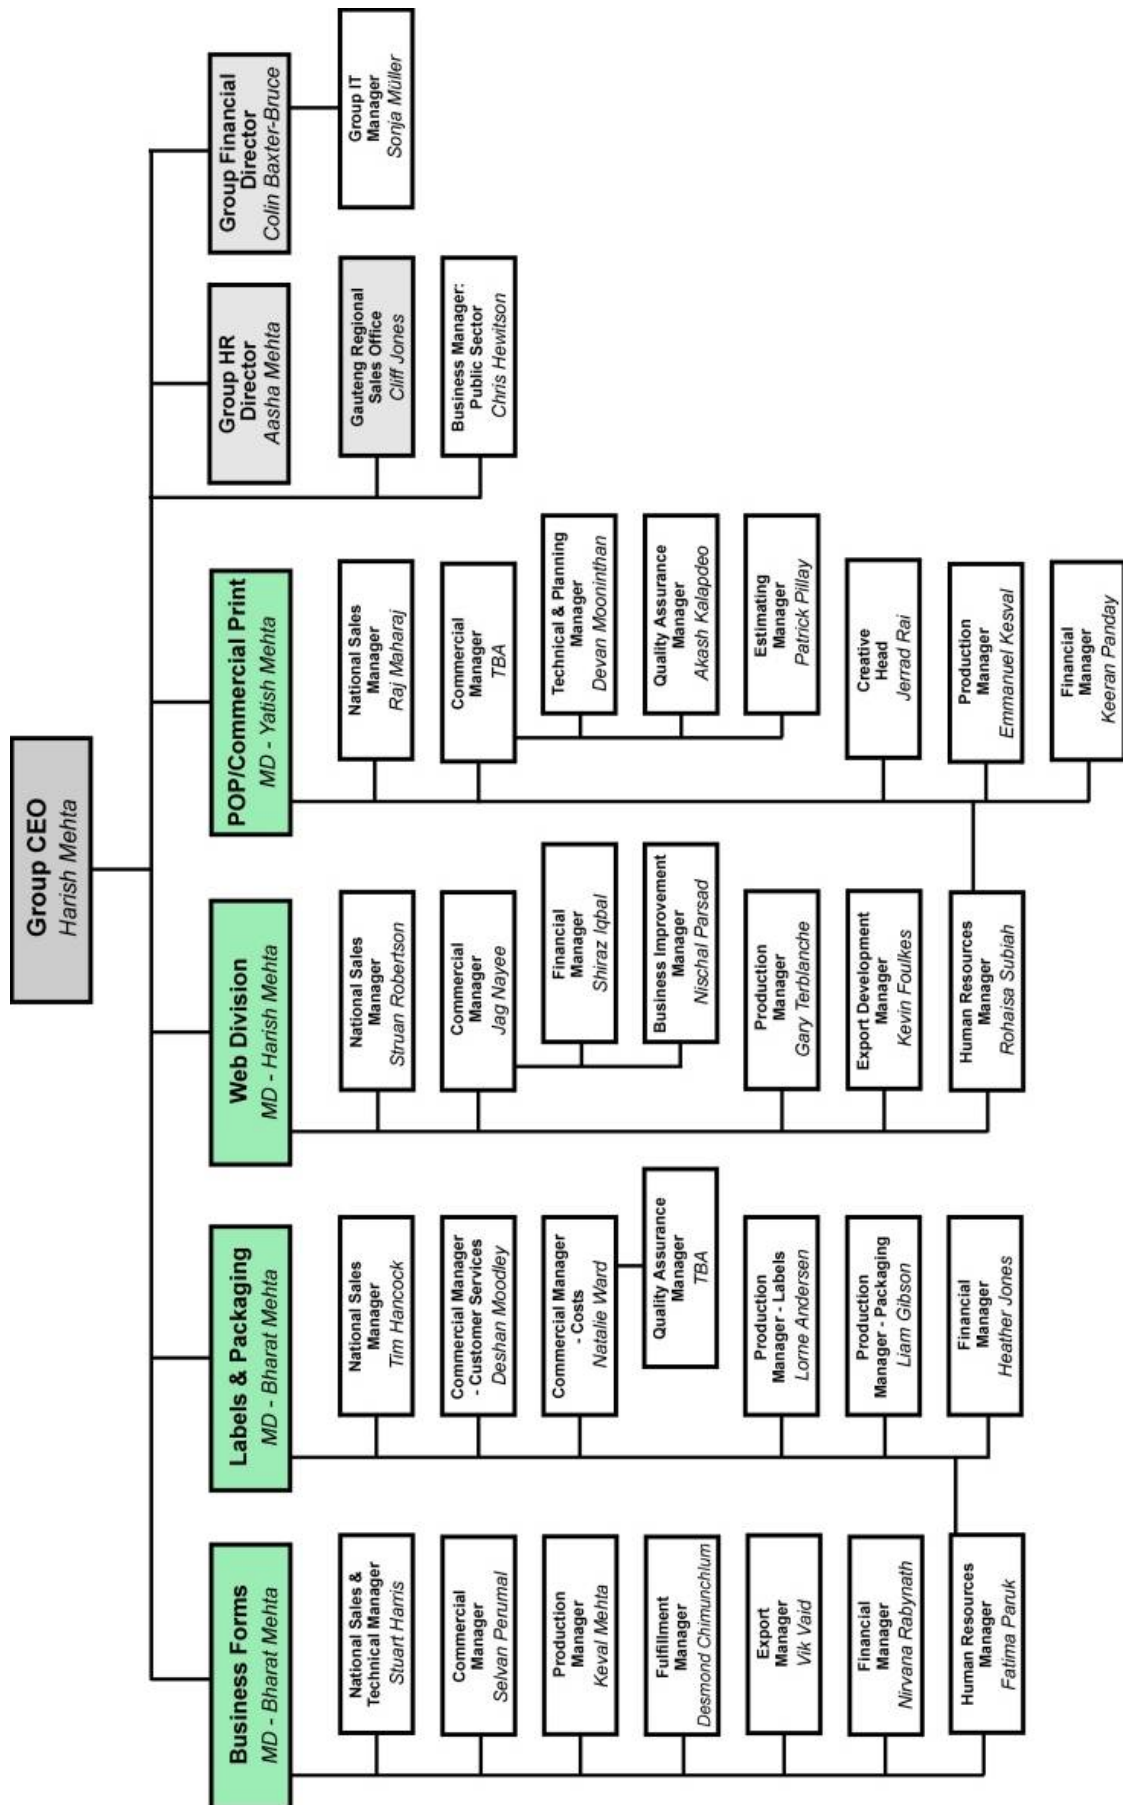 Group CEO
Harish Mehta
Business Forms
MD - Bharat Mehta
National Sales &
Technical Manager
Stuart Harris
Commercial
Manager
Selvan Perumal
Production
Manager
Keval Mehta
Fulfillment
Manager
Desmond Chimunchlum
Export
Manager
Vik Vaid
Financial
Manager
Nirvana Rabynath
Human Resources
Manager
Fatima Paruk
Labels & Packaging
MD - Bharat Mehta
National Sales
Manager
Tim Hancock
Commercial Manager
- Customer Services
Deshan Moodley
Commercial Manager
- Costs
Natalie Ward
Quality Assurance
Manager
TBA
Production
Manager - Labels
Lorne Andersen
Production
Manager - Packaging
Liam Gibson
Financial
Manager
Heather Jones
Web Division
MD - Harish Mehta
National Sales
Manager
Struan Robertson
Commercial
Manager
Jag Nayee
Financial
Manager
Shiraz Iqbal
Business Improvement
Manager
Nischal Parsad
Production
Manager
Gary Terblanche
Export Development
Manager
Kevin Foulkes
Human Resources
Manager
Rohaisa Subiah
POP/Commercial Print
MD - Yatish Mehta
National Sales
Manager
Raj Maharaj
Commercial
Manager
TBA
Technical & Planning
Manager
Devan Mooninthan
Quality Assurance
Manager
Akash Kalapdeo
Estimating
Manager
Patrick Pillay
Creative
Head
Jerrad Rai
Production
Manager
Emmanuel Kesval
Financial
Manager
Keeran Panday
Group HR
Director
Aasha Mehta
Gauteng Regional
Sales Office
Cliff Jones
Business Manager:
Public Sector
Chris Hewitson
Group Financial
Director
Colin Baxter-Bruce
Group IT
Manager
Sonja Müller